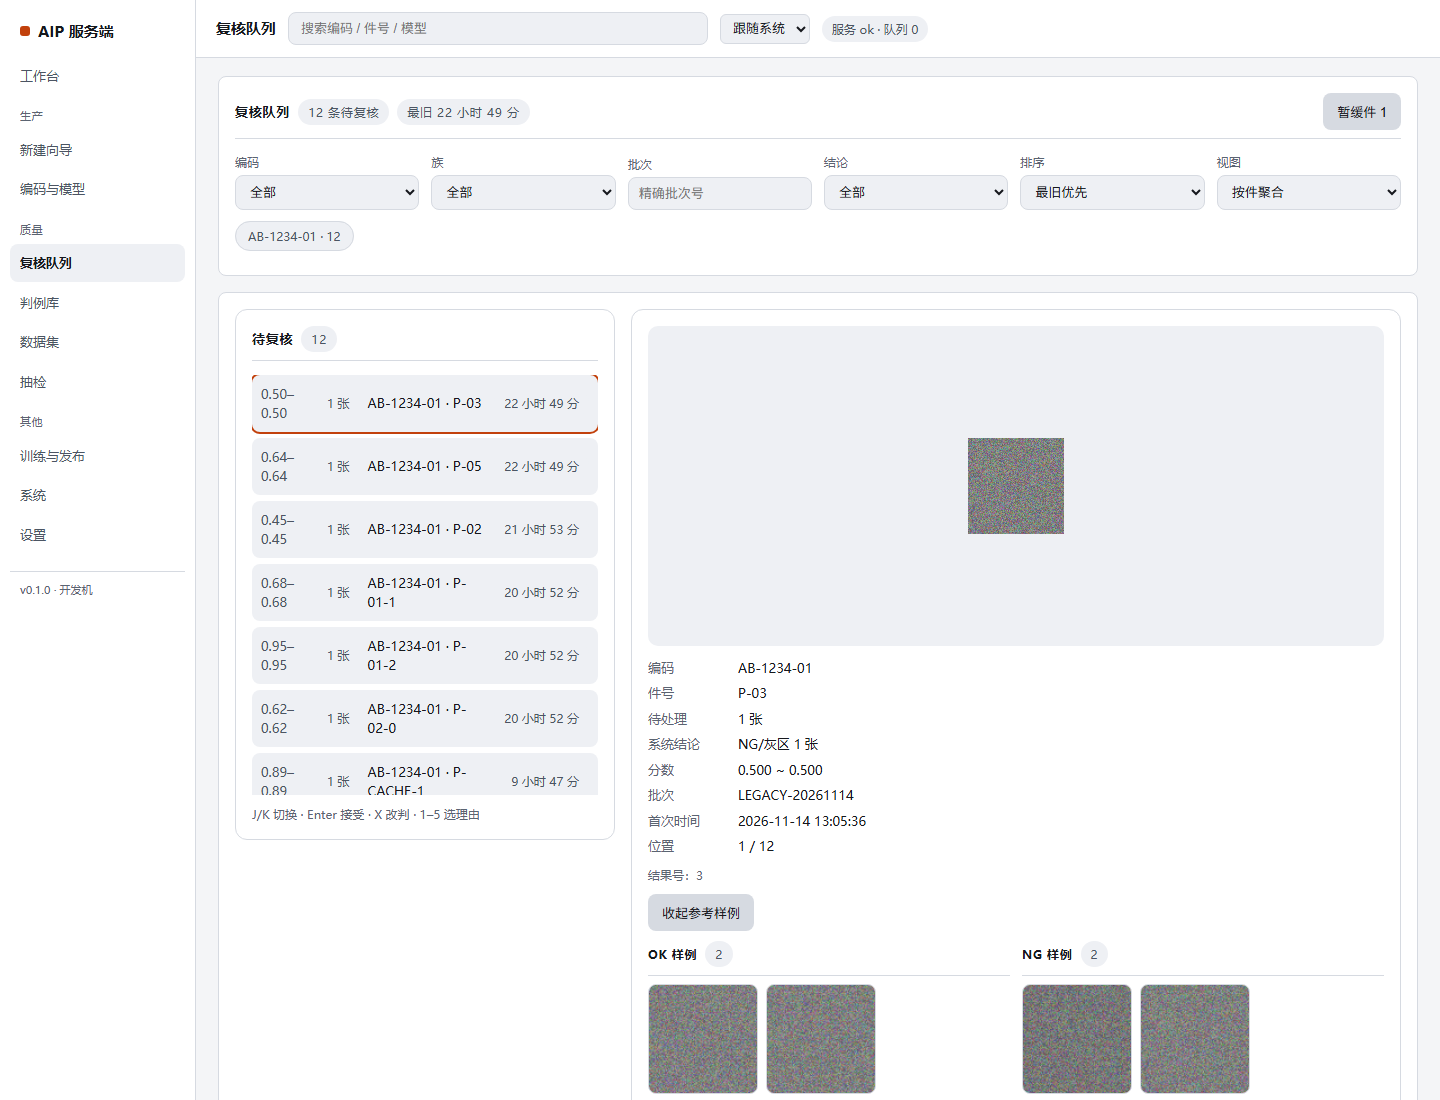 AIP 服务端
工作台
生产
新建向导
编码与模型
质量
复核队列
判例库
数据集
抽检
其他
训练与发布
系统
设置
v0.1.0 · 开发机
复核队列
搜索编码 / 件号 / 模型
跟随系统
服务 ok · 队列 0
复核队列
12 条待复核
最旧 22 小时 49 分
暂缓件 1
编码
族
批次
结论
排序
视图
全部
全部
精确批次号
全部
最旧优先
按件聚合
AB-1234-01 · 12
待复核
12
0.50–
0.50
1 张
AB-1234-01 · P-03
22 小时 49 分
0.64–
0.64
1 张
AB-1234-01 · P-05
22 小时 49 分
0.45–
0.45
1 张
AB-1234-01 · P-02
21 小时 53 分
0.68–
0.68
1 张
AB-1234-01 · P-
01-1
20 小时 52 分
0.95–
0.95
1 张
AB-1234-01 · P-
01-2
20 小时 52 分
0.62–
0.62
1 张
AB-1234-01 · P-
02-0
20 小时 52 分
0.89–
0.89
1 张
AB-1234-01 · P-
CACHE-1
9 小时 47 分
J/K 切换 · Enter 接受 · X 改判 · 1–5 选理由
编码 AB-1234-01
件号 P-03
待处理 1 张
系统结论 NG/灰区 1 张
分数 0.500 ~ 0.500
批次 LEGACY-20261114
首次时间 2026-11-14 13:05:36
位置 1 / 12
结果号：3
收起参考样例
OK 样例 2
NG 样例 2